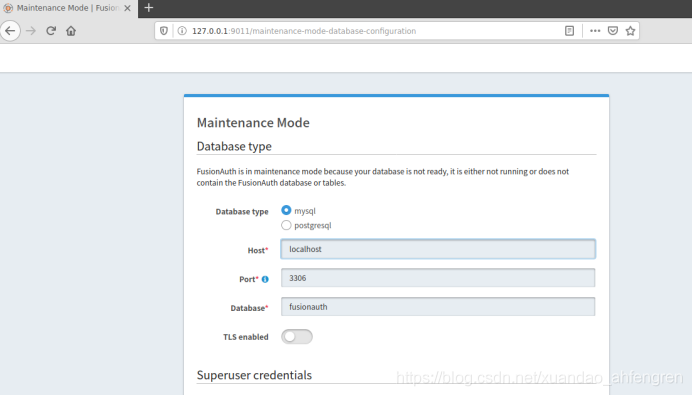 Maintenance Mode | Fusion
127.0.0.1:9011/maintenance-mode-database-configuration
Maintenance Mode
Database type
FusionAuth is in maintenance mode because your database is not ready, it is either not running or does not
contain the FusionAuth database or tables.
Database type mysql
postgresql
Host* localhost
Port* 3306
Database* fusionauth
TLS enabled
Superuser credentials
https://blog.csdn.net/xuandao_ahfengren